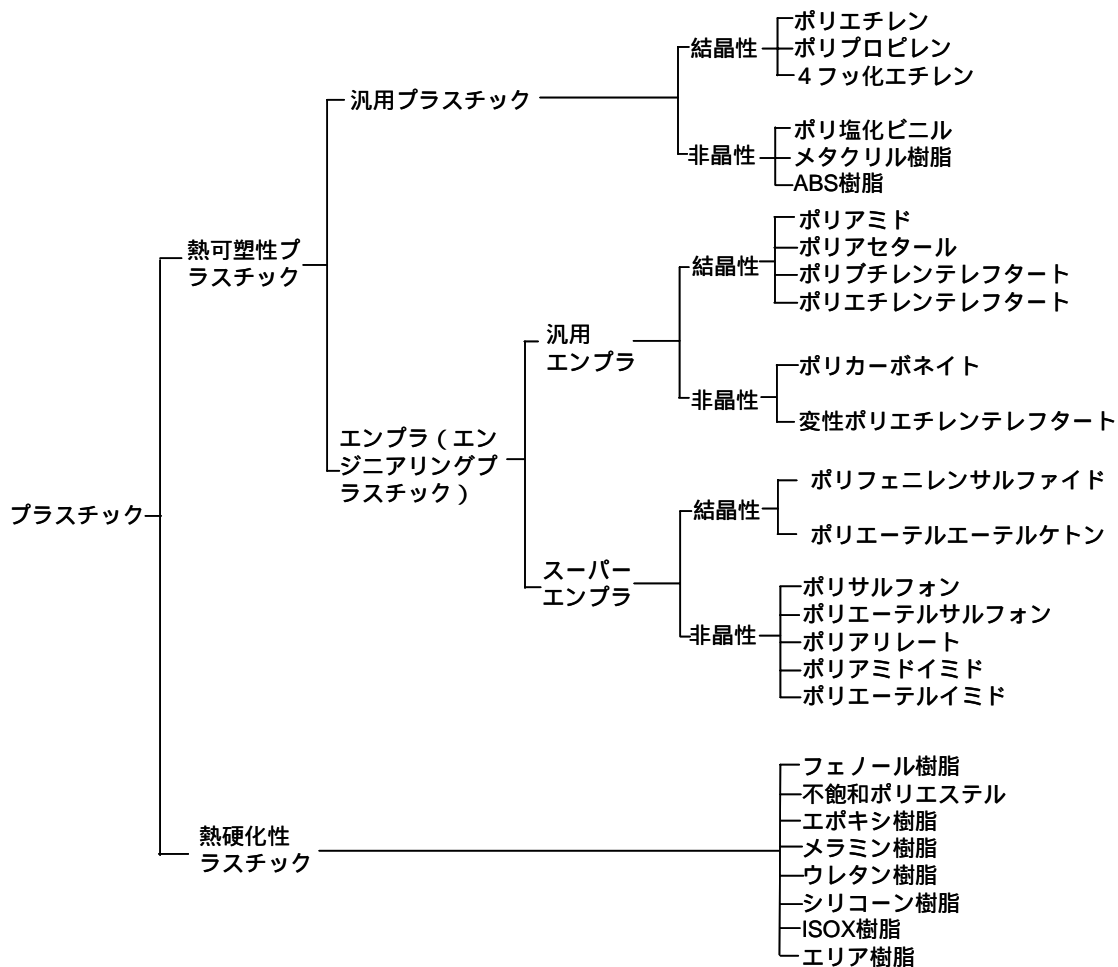 ポリエチレン
結晶性
ポリプロピレン
４フッ化エチレン
汎用プラスチック
ポリ塩化ビニル
非晶性
メタクリル樹脂
ABS樹脂
熱可塑性プ
ラスチック
ポリアミド
ポリアセタール
結晶性
ポリブチレンテレフタート
ポリエチレンテレフタート
汎用
エンプラ
ポリカーボネイト
非晶性
変性ポリエチレンテレフタート
エンプラ（エン
ジニアリングプ
ラスチック）
ポリフェニレンサルファイド
結晶性
プラスチック
ポリエーテルエーテルケトン
スーパー
エンプラ
ポリサルフォン
ポリエーテルサルフォン
非晶性
ポリアリレート
ポリアミドイミド
ポリエーテルイミド
フェノール樹脂
不飽和ポリエステル
エポキシ樹脂
熱硬化性
ラスチック
メラミン樹脂
ウレタン樹脂
シリコーン樹脂
ISOX樹脂
エリア樹脂